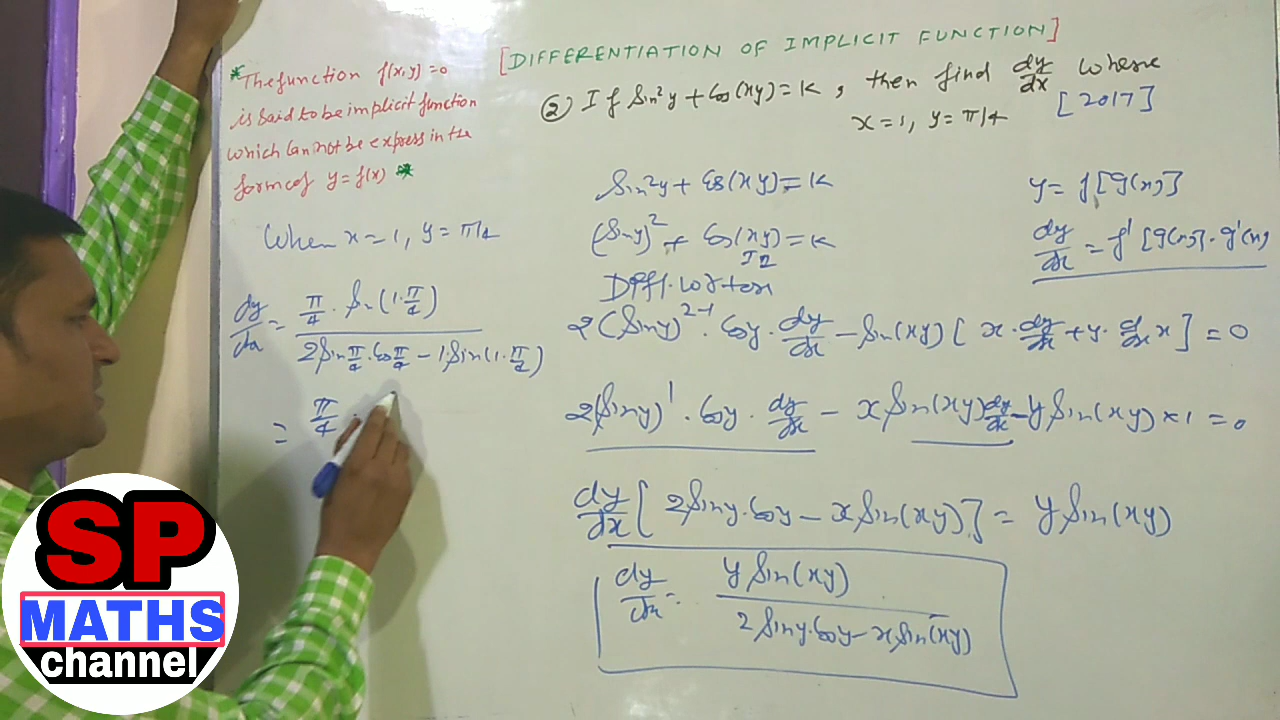 [DIFFERENTIATION OF IMPLICIT FUNCTION]
* The function f(x,y)=0
is said to be implicit function
which can not be express in the
form of y = f(x) *
② If Sin²y + Cos(xy) = K , then find dy/dx where
x = 1, y = π/4 [2017]
Sin²y + Cos(xy) = K
(Siny)² + Cos(xy) = K
I II
Diff. w r to x
2(Siny)²⁻¹ · Cosy · dy/dx − Sin(xy) [ x · dy/dx + y · d/dx x ] = 0
2(Siny)¹ · Cosy · dy/dx − x Sin(xy) dy/dx − y Sin(xy) × 1 = 0
dy/dx [ 2Siny · Cosy − x Sin(xy) ] = y Sin(xy)
dy/dx = y Sin(xy) / 2 Siny · Cosy − x Sin(xy)
y = f[g(x)]
dy/dx = f' [g(x)] · g'(x)
When x = 1, y = π/4
dy/dx = π/4 · Sin(1·π/4) / 2Sin π/4 · Cos π/4 − 1 Sin(1·π/4)
= π/4 ·
SP
MATHS
channel